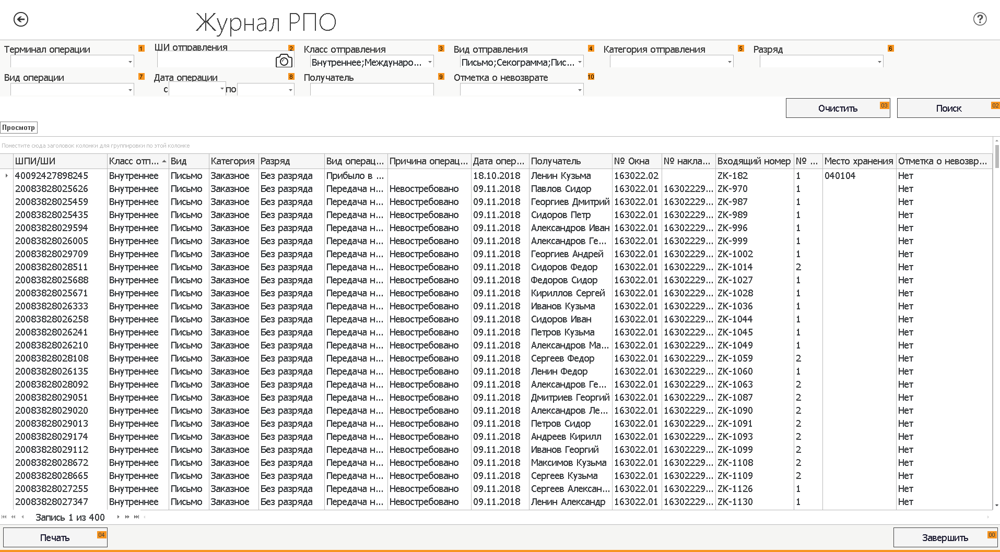 Журнал РПО
?
Терминал операции 1 ШИ отправления 2 Класс отправления 3 Вид отправления 4 Категория отправления 5 Разряд 6
Внутреннее;Междунаро... Письмо;Секограмма;Пис...
Вид операции 7 Дата операции 8 Получатель 9 Отметка о невозврате 10
с по
Очистить 03 Поиск 02
Просмотр
Поместите сюда заголовок колонки для группировки по этой колонке
ШПИ/ШИ Класс отп... Вид Категория Разряд Вид операц... Причина операц... Дата опер... Получатель № Окна № накла... Входящий номер № ... Место хранения Отметка о невозвр...
40092427898245 Внутреннее Письмо Заказное Без разряда Прибыло в ... 18.10.2018 Ленин Кузьма 163022.02 ZK-182 1 040104 Нет
20083828025626 Внутреннее Письмо Заказное Без разряда Передача н... Невостребовано 09.11.2018 Павлов Сидор 163022.01 16302229... ZK-970 1 Нет
20083828025459 Внутреннее Письмо Заказное Без разряда Передача н... Невостребовано 09.11.2018 Георгиев Дмитрий 163022.01 16302229... ZK-987 1 Нет
20083828025435 Внутреннее Письмо Заказное Без разряда Передача н... Невостребовано 09.11.2018 Сидоров Петр 163022.01 16302229... ZK-989 1 Нет
20083828029594 Внутреннее Письмо Заказное Без разряда Передача н... Невостребовано 09.11.2018 Александров Иван 163022.01 16302229... ZK-996 1 Нет
20083828026005 Внутреннее Письмо Заказное Без разряда Передача н... Невостребовано 09.11.2018 Александров Ге... 163022.01 16302229... ZK-999 1 Нет
20083828029709 Внутреннее Письмо Заказное Без разряда Передача н... Невостребовано 09.11.2018 Георгиев Андрей 163022.01 16302229... ZK-1002 1 Нет
20083828028511 Внутреннее Письмо Заказное Без разряда Передача н... Невостребовано 09.11.2018 Сидоров Федор 163022.01 16302229... ZK-1014 2 Нет
20083828025688 Внутреннее Письмо Заказное Без разряда Передача н... Невостребовано 09.11.2018 Федоров Сидор 163022.01 16302229... ZK-1027 1 Нет
20083828025671 Внутреннее Письмо Заказное Без разряда Передача н... Невостребовано 09.11.2018 Кириллов Сергей 163022.01 16302229... ZK-1028 1 Нет
20083828026333 Внутреннее Письмо Заказное Без разряда Передача н... Невостребовано 09.11.2018 Иванов Кузьма 163022.01 16302229... ZK-1036 1 Нет
20083828026258 Внутреннее Письмо Заказное Без разряда Передача н... Невостребовано 09.11.2018 Сидоров Иван 163022.01 16302229... ZK-1044 1 Нет
20083828026241 Внутреннее Письмо Заказное Без разряда Передача н... Невостребовано 09.11.2018 Петров Кузьма 163022.01 16302229... ZK-1045 1 Нет
20083828026210 Внутреннее Письмо Заказное Без разряда Передача н... Невостребовано 09.11.2018 Александров Ма... 163022.01 16302229... ZK-1049 1 Нет
20083828028108 Внутреннее Письмо Заказное Без разряда Передача н... Невостребовано 09.11.2018 Сергеев Федор 163022.01 16302229... ZK-1059 2 Нет
20083828026135 Внутреннее Письмо Заказное Без разряда Передача н... Невостребовано 09.11.2018 Ленин Федор 163022.01 16302229... ZK-1060 1 Нет
20083828028092 Внутреннее Письмо Заказное Без разряда Передача н... Невостребовано 09.11.2018 Александров Ге... 163022.01 16302229... ZK-1063 2 Нет
20083828029051 Внутреннее Письмо Заказное Без разряда Передача н... Невостребовано 09.11.2018 Дмитриев Георгий 163022.01 16302229... ZK-1087 2 Нет
20083828029020 Внутреннее Письмо Заказное Без разряда Передача н... Невостребовано 09.11.2018 Александров Ле... 163022.01 16302229... ZK-1090 2 Нет
20083828029013 Внутреннее Письмо Заказное Без разряда Передача н... Невостребовано 09.11.2018 Петров Сидор 163022.01 16302229... ZK-1091 2 Нет
20083828029174 Внутреннее Письмо Заказное Без разряда Передача н... Невостребовано 09.11.2018 Андреев Кирилл 163022.01 16302229... ZK-1093 2 Нет
20083828029112 Внутреннее Письмо Заказное Без разряда Передача н... Невостребовано 09.11.2018 Иванов Георгий 163022.01 16302229... ZK-1099 2 Нет
20083828028672 Внутреннее Письмо Заказное Без разряда Передача н... Невостребовано 09.11.2018 Максимов Кузьма 163022.01 16302229... ZK-1108 2 Нет
20083828028665 Внутреннее Письмо Заказное Без разряда Передача н... Невостребовано 09.11.2018 Сергеев Кузьма 163022.01 16302229... ZK-1109 2 Нет
20083828027255 Внутреннее Письмо Заказное Без разряда Передача н... Невостребовано 09.11.2018 Сергеев Алексан... 163022.01 16302229... ZK-1126 1 Нет
20083828027347 Внутреннее Письмо Заказное Без разряда Передача н... Невостребовано 09.11.2018 Ленин Александр 163022.01 16302229... ZK-1130 1 Нет
Запись 1 из 400
Печать 04 Завершить 00